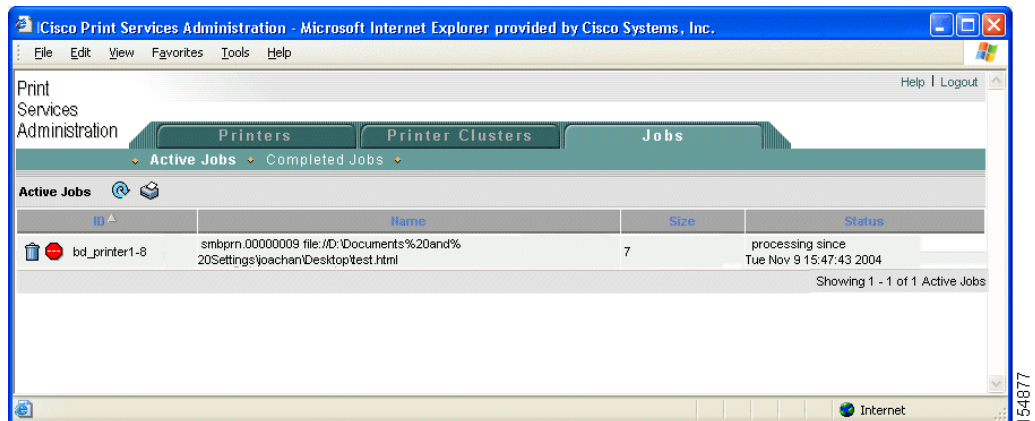 Cisco Print Services Administration - Microsoft Internet Explorer provided by Cisco Systems, Inc.
File Edit View Favorites Tools Help
Help | Logout
Print
Services
Administration
Printers Printer Clusters Jobs
Active Jobs Completed Jobs
Active Jobs
ID Name Size Status
bd_printer1-8
smbprn.00000009 file://D:\Documents%20and%
20Settings\joachan\Desktop\test.html
7
processing since
Tue Nov 9 15:47:43 2004
Showing 1 - 1 of 1 Active Jobs
Internet
154877